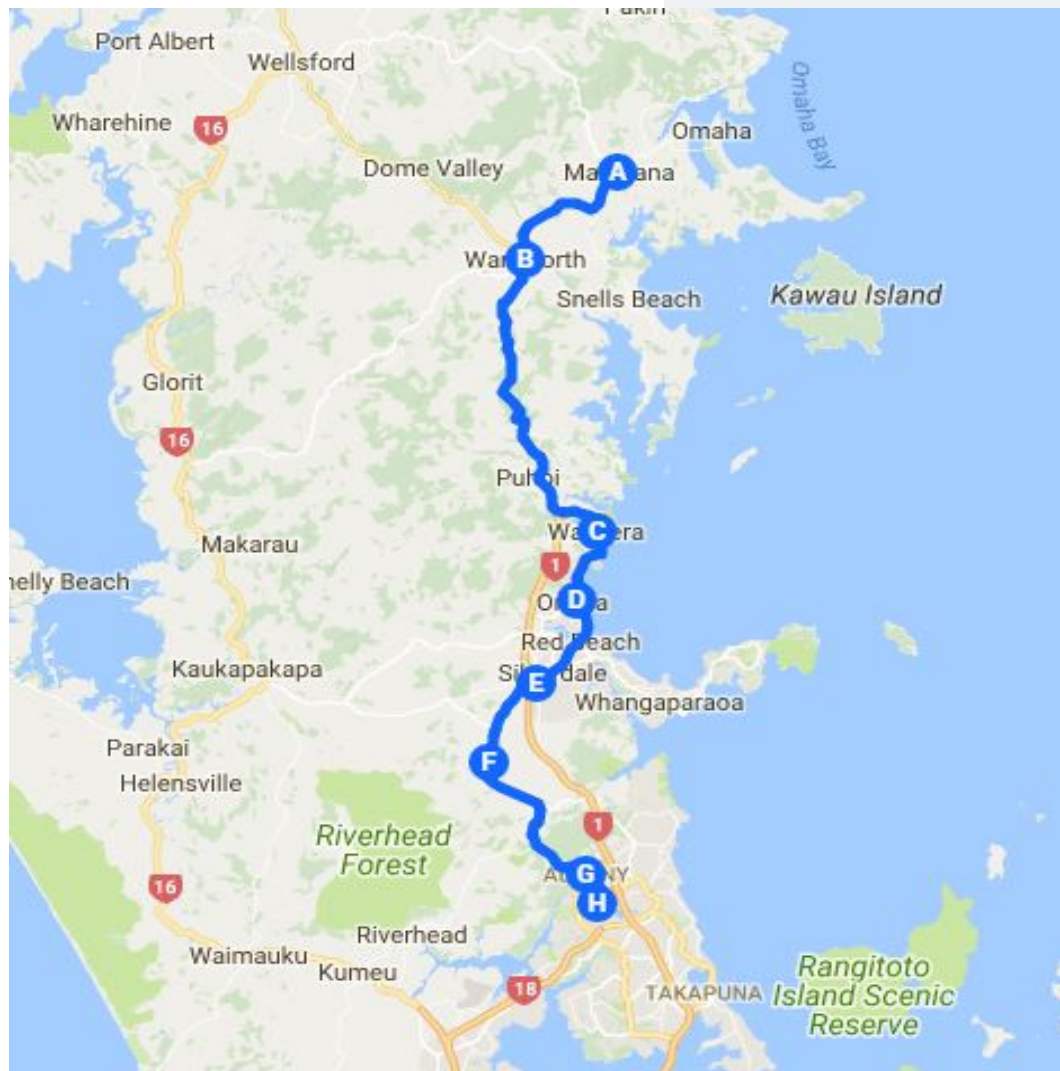 Port Albert
Wellsford
16
Wharehine
Omaha
Omaha Bay
Dome Valley
A
B
Snells Beach
Kawau Island
Glorit
16
Puhoi
C
Makarau
1
elly Beach
D
Red Beach
Kaukapakapa
E
Whangaparaoa
Parakai
F
Helensville
1
Riverhead
Forest
G
16
H
Riverhead
Waimauku
Kumeu
18
TAKAPUNA
Rangitoto
Island Scenic
Reserve